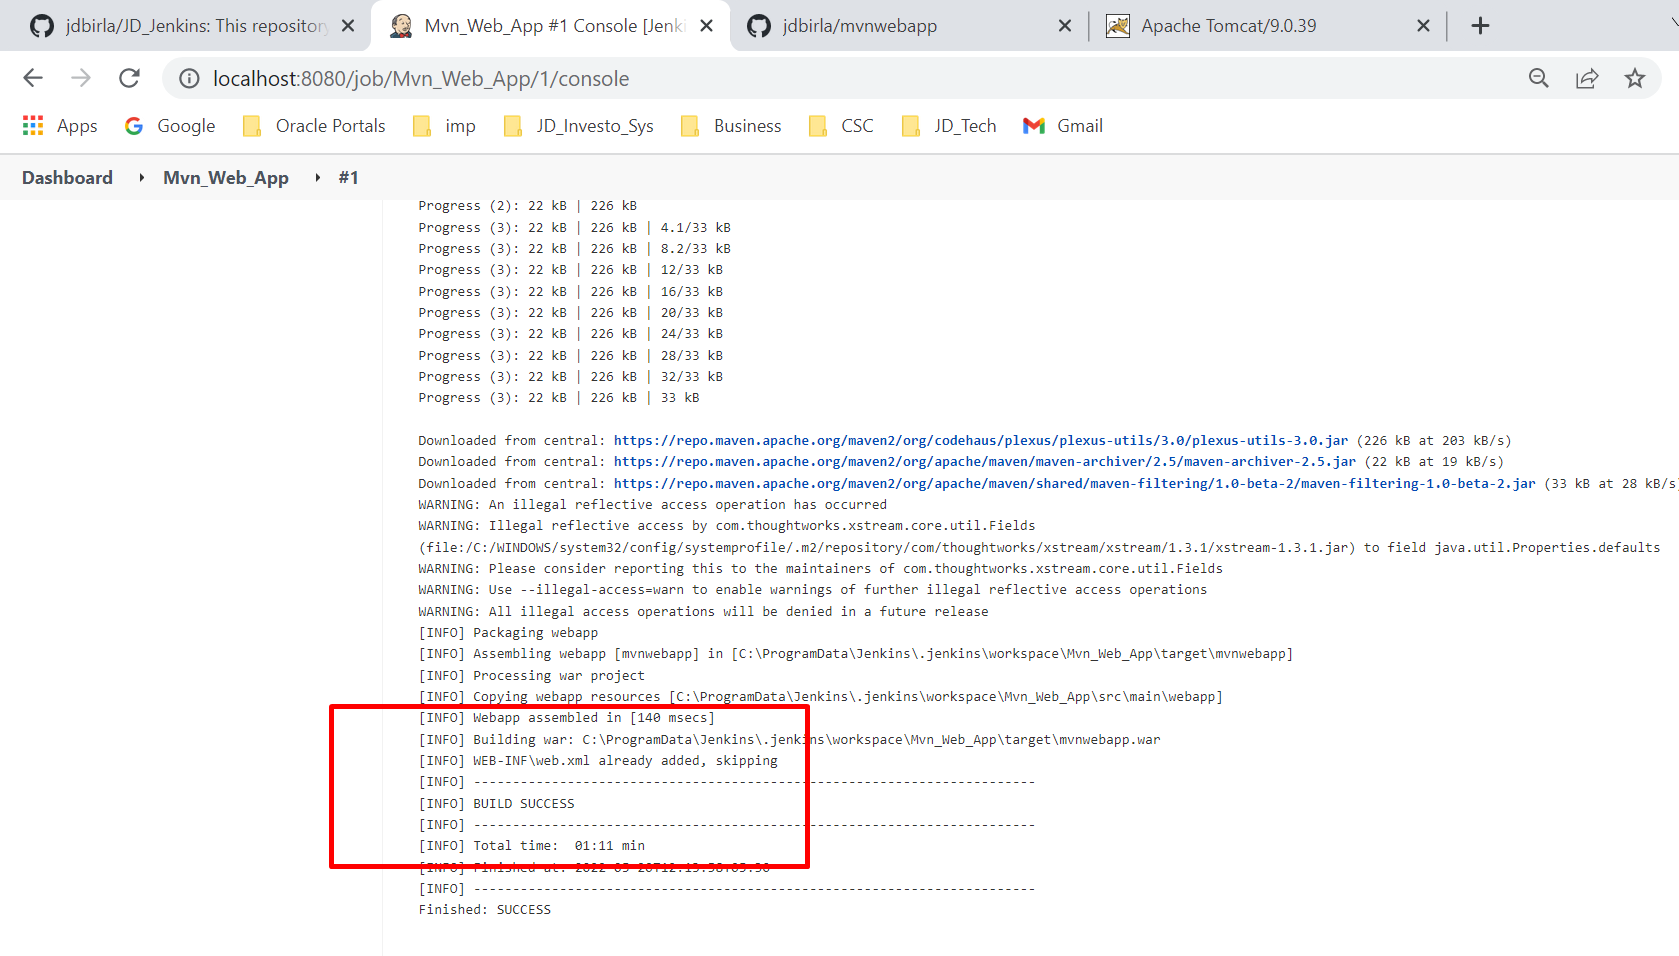 jdbirla/JD_Jenkins: This repository
Mvn_Web_App #1 Console [Jenki
jdbirla/mvnwebapp
Apache Tomcat/9.0.39
localhost:8080/job/Mvn_Web_App/1/console
Apps
Google
Oracle Portals
imp
JD_Investo_Sys
Business
CSC
JD_Tech
Gmail
Dashboard
Mvn_Web_App
#1
Progress (2): 22 kB | 226 kB
Progress (3): 22 kB | 226 kB | 4.1/33 kB
Progress (3): 22 kB | 226 kB | 8.2/33 kB
Progress (3): 22 kB | 226 kB | 12/33 kB
Progress (3): 22 kB | 226 kB | 16/33 kB
Progress (3): 22 kB | 226 kB | 20/33 kB
Progress (3): 22 kB | 226 kB | 24/33 kB
Progress (3): 22 kB | 226 kB | 28/33 kB
Progress (3): 22 kB | 226 kB | 32/33 kB
Progress (3): 22 kB | 226 kB | 33 kB
Downloaded from central: https://repo.maven.apache.org/maven2/org/codehaus/plexus/plexus-utils/3.0/plexus-utils-3.0.jar (226 kB at 203 kB/s)
Downloaded from central: https://repo.maven.apache.org/maven2/org/apache/maven/maven-archiver/2.5/maven-archiver-2.5.jar (22 kB at 19 kB/s)
Downloaded from central: https://repo.maven.apache.org/maven2/org/apache/maven/shared/maven-filtering/1.0-beta-2/maven-filtering-1.0-beta-2.jar (33 kB at 28 kB/s
WARNING: An illegal reflective access operation has occurred
WARNING: Illegal reflective access by com.thoughtworks.xstream.core.util.Fields
(file:/C:/WINDOWS/system32/config/systemprofile/.m2/repository/com/thoughtworks/xstream/xstream/1.3.1/xstream-1.3.1.jar) to field java.util.Properties.defaults
WARNING: Please consider reporting this to the maintainers of com.thoughtworks.xstream.core.util.Fields
WARNING: Use --illegal-access=warn to enable warnings of further illegal reflective access operations
WARNING: All illegal access operations will be denied in a future release
[INFO] Packaging webapp
[INFO] Assembling webapp [mvnwebapp] in [C:\ProgramData\Jenkins\.jenkins\workspace\Mvn_Web_App\target\mvnwebapp]
[INFO] Processing war project
[INFO] Copying webapp resources [C:\ProgramData\Jenkins\.jenkins\workspace\Mvn_Web_App\src\main\webapp]
[INFO] Webapp assembled in [140 msecs]
[INFO] Building war: C:\ProgramData\Jenkins\.jenkins\workspace\Mvn_Web_App\target\mvnwebapp.war
[INFO] WEB-INF\web.xml already added, skipping
[INFO] ------------------------------------------------------------------------
[INFO] BUILD SUCCESS
[INFO] ------------------------------------------------------------------------
[INFO] Total time:  01:11 min
[INFO] Finished at:
[INFO] ------------------------------------------------------------------------
Finished: SUCCESS